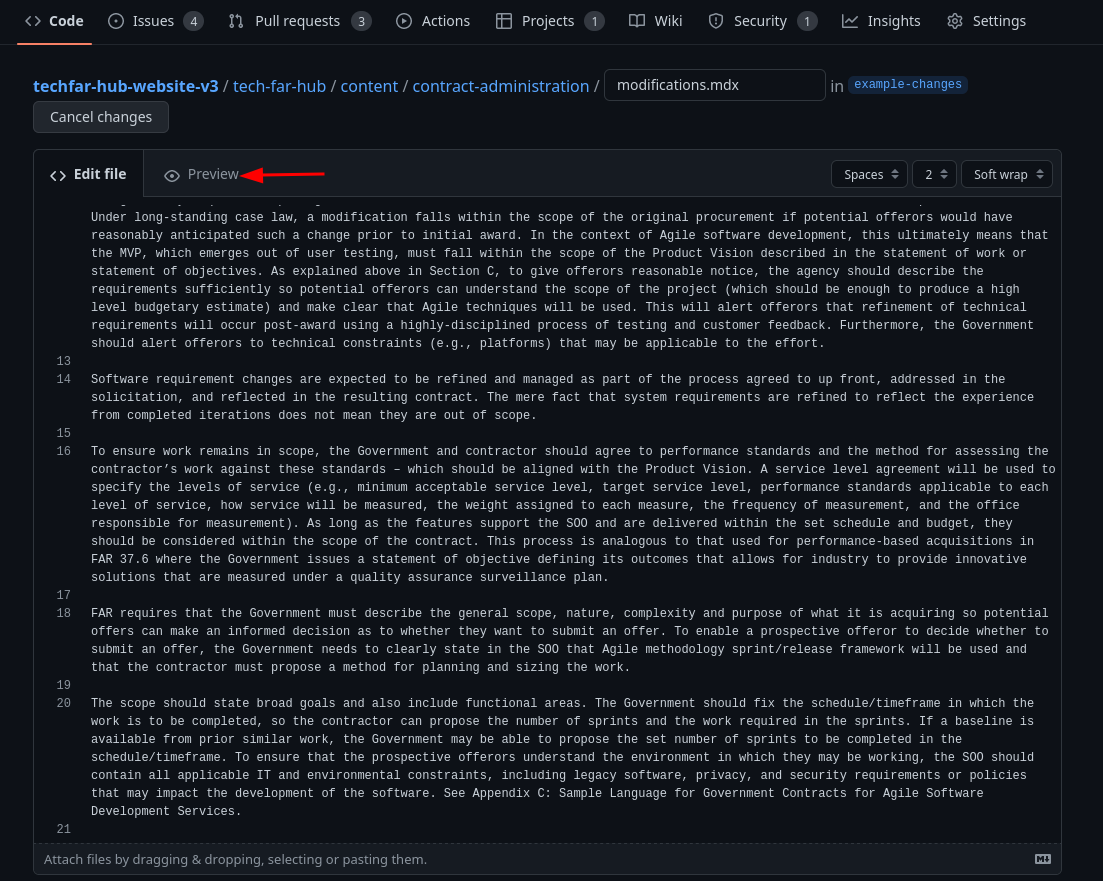 Code Issues 4 Pull requests 3 Actions Projects 1 Wiki Security 1 Insights Settings
techfar-hub-website-v3 / tech-far-hub / content / contract-administration / modifications.mdx in example-changes
Cancel changes
Edit file Preview Spaces 2 Soft wrap
Under long-standing case law, a modification falls within the scope of the original procurement if potential offerors would have
reasonably anticipated such a change prior to initial award. In the context of Agile software development, this ultimately means that
the MVP, which emerges out of user testing, must fall within the scope of the Product Vision described in the statement of work or
statement of objectives. As explained above in Section C, to give offerors reasonable notice, the agency should describe the
requirements sufficiently so potential offerors can understand the scope of the project (which should be enough to produce a high
level budgetary estimate) and make clear that Agile techniques will be used. This will alert offerors that refinement of technical
requirements will occur post-award using a highly-disciplined process of testing and customer feedback. Furthermore, the Government
should alert offerors to technical constraints (e.g., platforms) that may be applicable to the effort.
13
14 Software requirement changes are expected to be refined and managed as part of the process agreed to up front, addressed in the
solicitation, and reflected in the resulting contract. The mere fact that system requirements are refined to reflect the experience
from completed iterations does not mean they are out of scope.
15
16 To ensure work remains in scope, the Government and contractor should agree to performance standards and the method for assessing the
contractor’s work against these standards – which should be aligned with the Product Vision. A service level agreement will be used to
specify the levels of service (e.g., minimum acceptable service level, target service level, performance standards applicable to each
level of service, how service will be measured, the weight assigned to each measure, the frequency of measurement, and the office
responsible for measurement). As long as the features support the SOO and are delivered within the set schedule and budget, they
should be considered within the scope of the contract. This process is analogous to that used for performance-based acquisitions in
FAR 37.6 where the Government issues a statement of objective defining its outcomes that allows for industry to provide innovative
solutions that are measured under a quality assurance surveillance plan.
17
18 FAR requires that the Government must describe the general scope, nature, complexity and purpose of what it is acquiring so potential
offers can make an informed decision as to whether they want to submit an offer. To enable a prospective offeror to decide whether to
submit an offer, the Government needs to clearly state in the SOO that Agile methodology sprint/release framework will be used and
that the contractor must propose a method for planning and sizing the work.
19
20 The scope should state broad goals and also include functional areas. The Government should fix the schedule/timeframe in which the
work is to be completed, so the contractor can propose the number of sprints and the work required in the sprints. If a baseline is
available from prior similar work, the Government may be able to propose the set number of sprints to be completed in the
schedule/timeframe. To ensure that the prospective offerors understand the environment in which they may be working, the SOO should
contain all applicable IT and environmental constraints, including legacy software, privacy, and security requirements or policies
that may impact the development of the software. See Appendix C: Sample Language for Government Contracts for Agile Software
Development Services.
21
Attach files by dragging & dropping, selecting or pasting them.